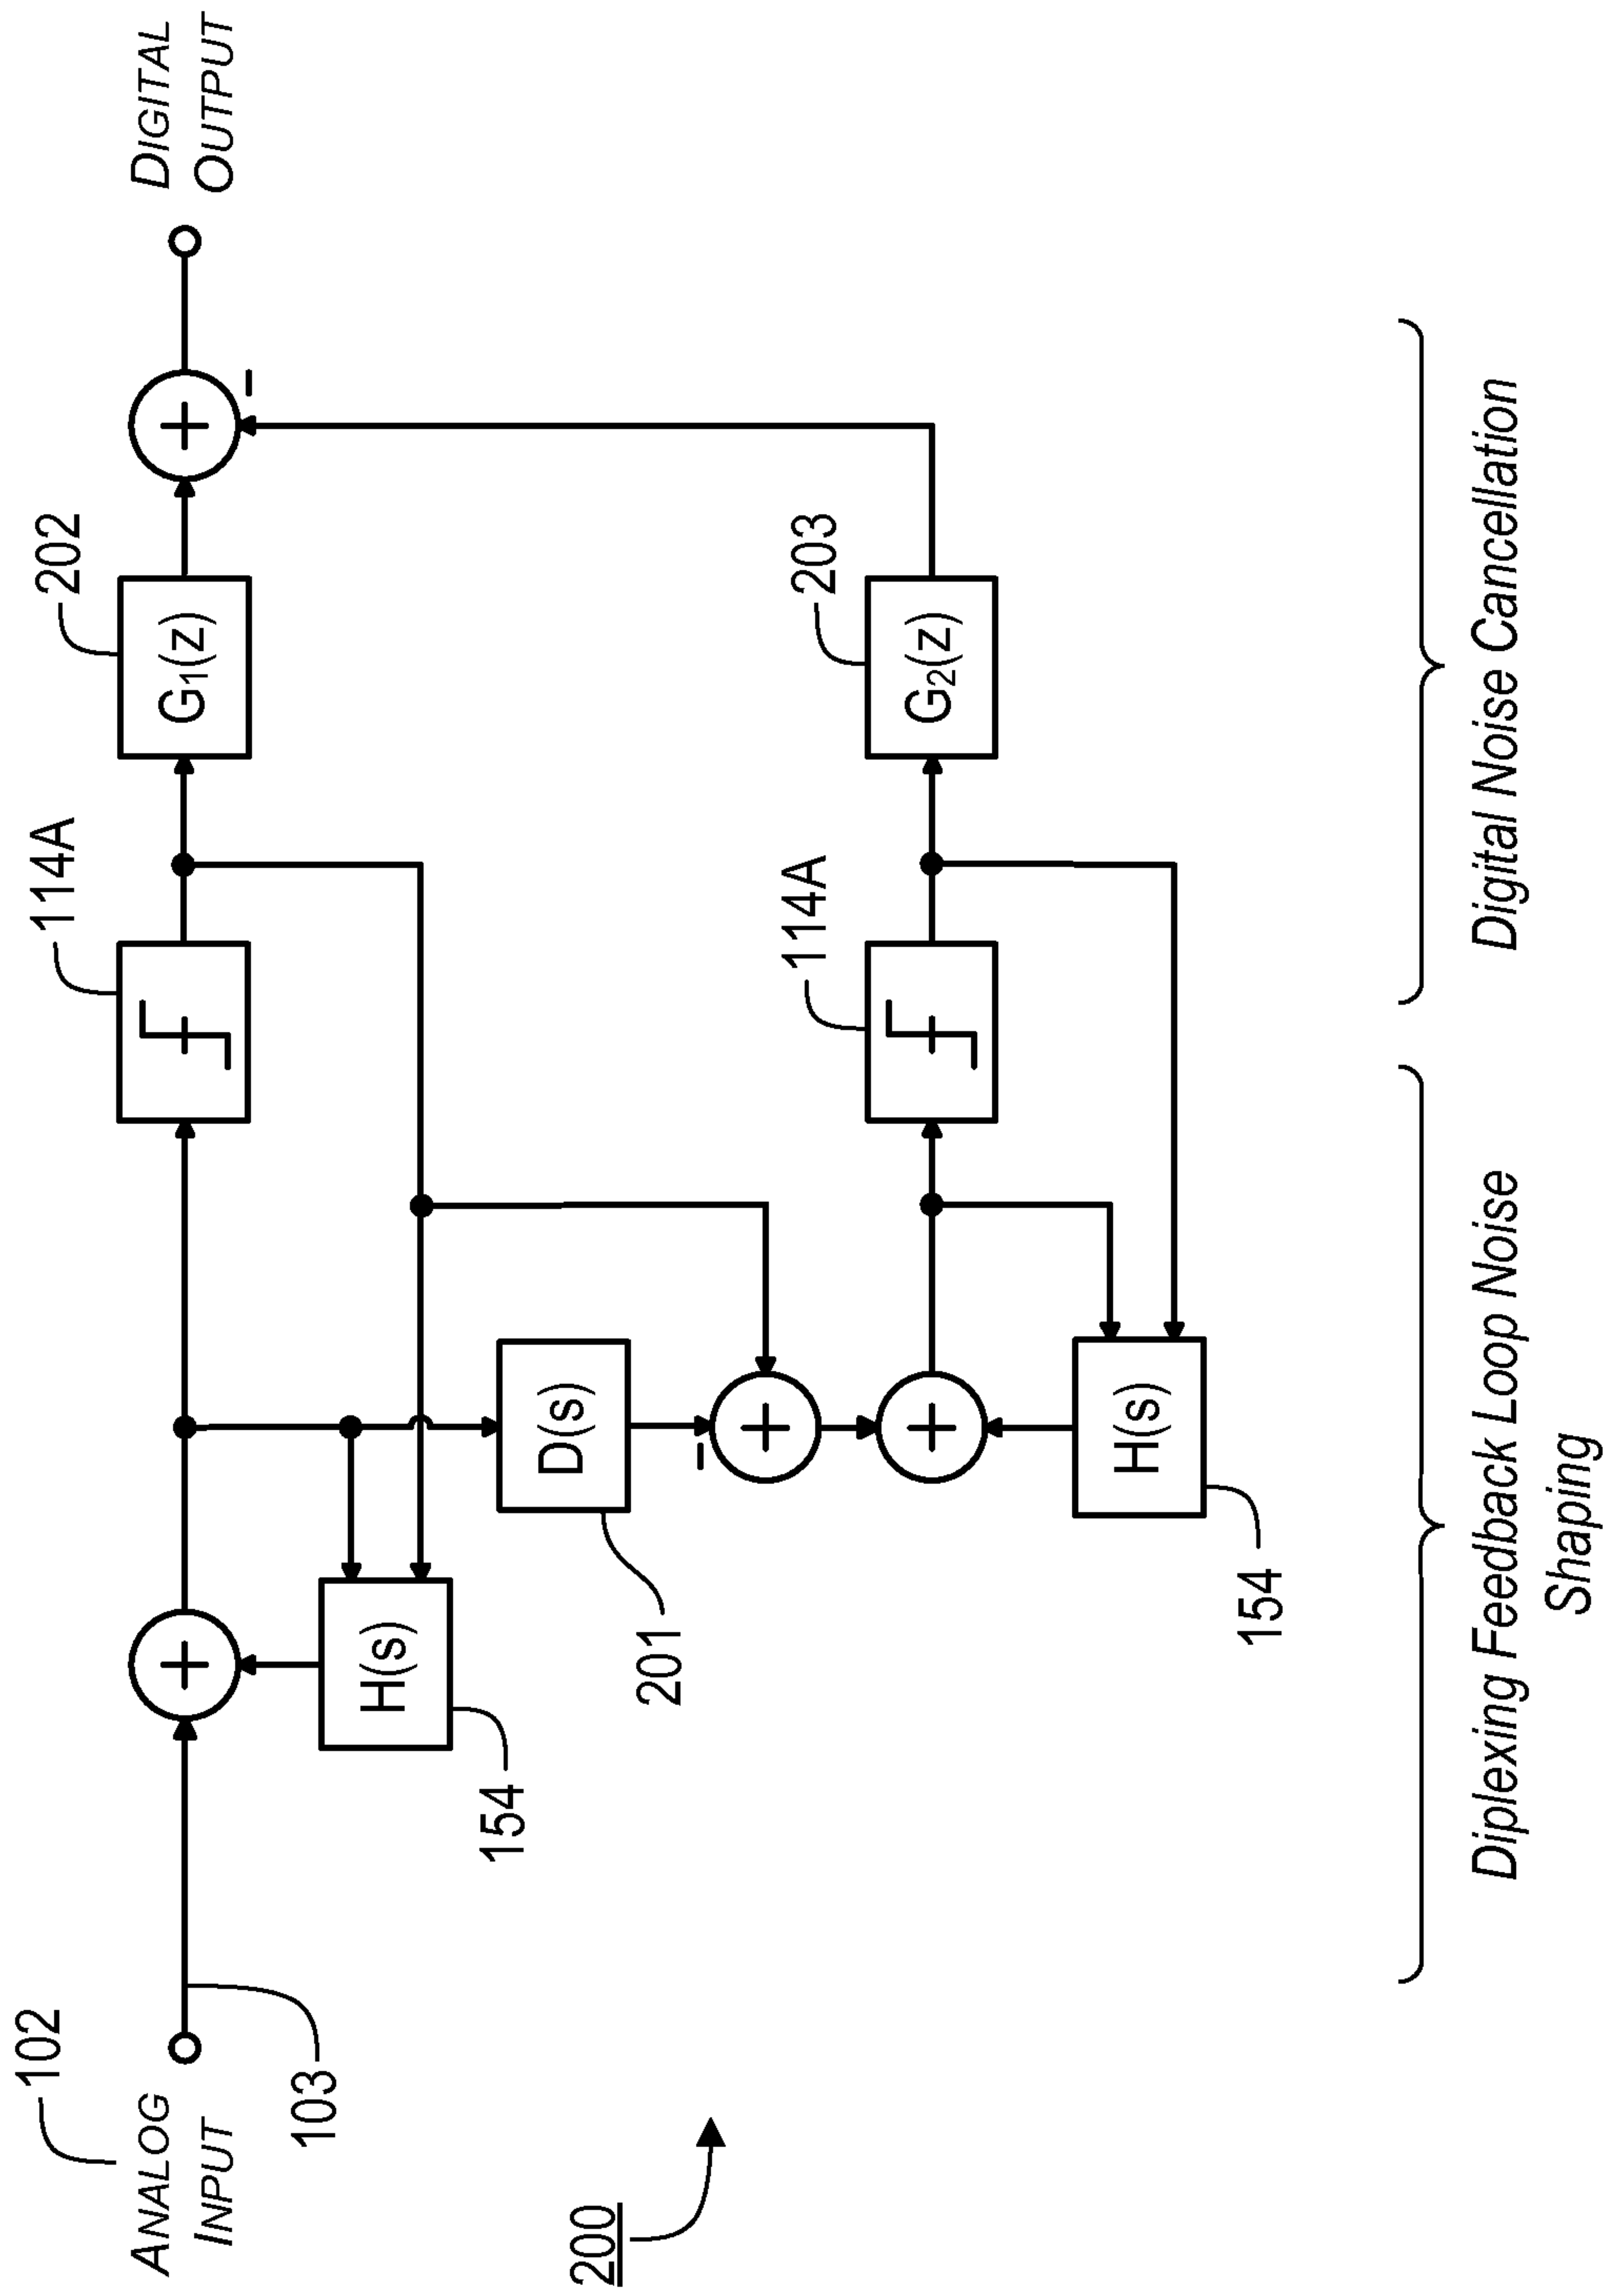 102
ANALOG
INPUT
103
200
154
H(s)
201
D(s)
114A
202
G1(z)
DIGITAL
OUTPUT
154
H(s)
114A
203
G2(z)
Diplexing Feedback Loop Noise
Shaping
Digital Noise Cancellation